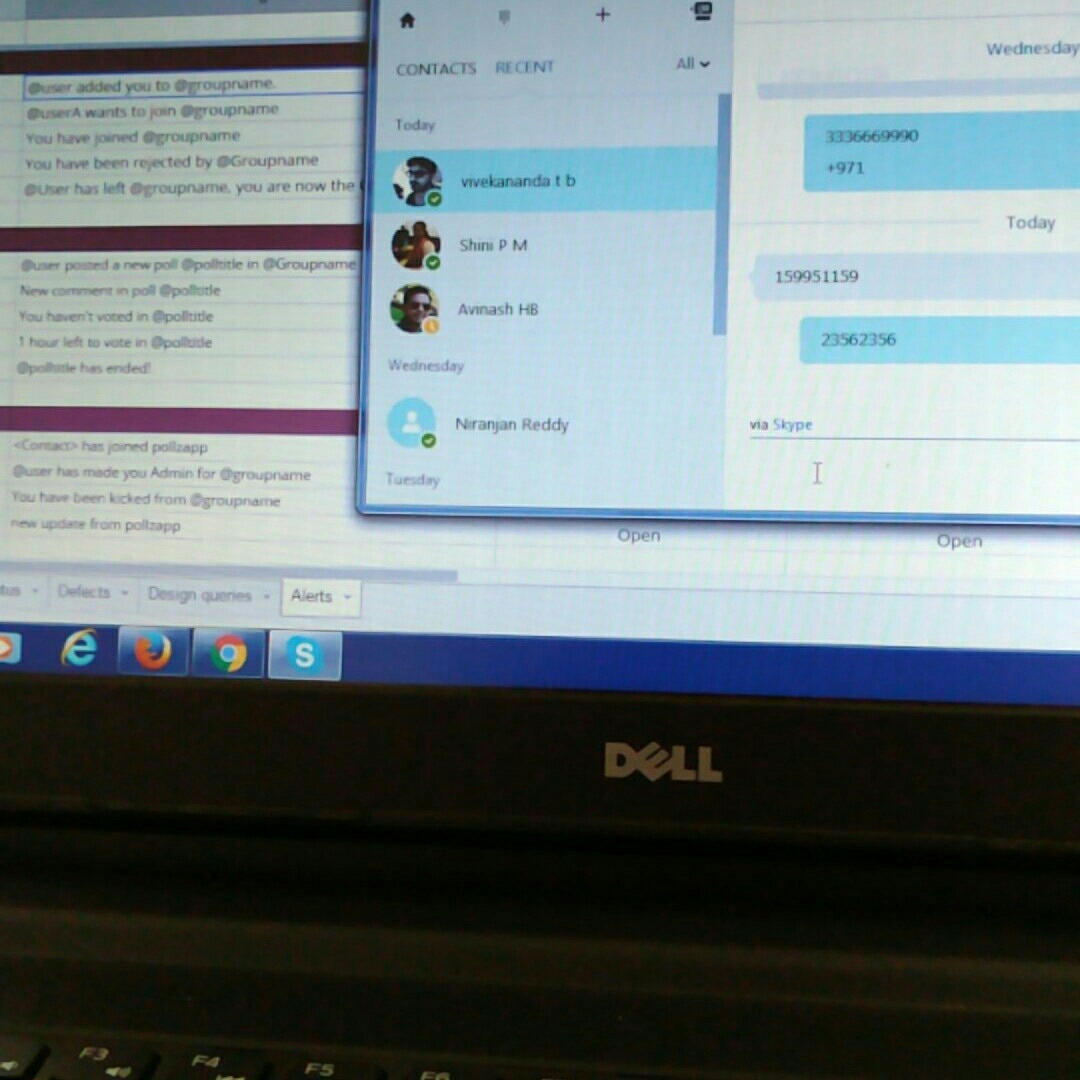 @user added you to @groupname.
@userA wants to join @groupname
You have joined @groupname
You have been rejected by @Groupname
@User has left @groupname, you are now the
@user posted a new poll @polltitle in @Groupname
New comment in poll @polltitle
You haven't voted in @polltitle
1 hour left to vote in @polltitle
@polltitle has ended!
<Contact> has joined pollzapp
@user has made you Admin for @groupname
You have been kicked from @groupname
new update from pollzapp
CONTACTS RECENT All
Today
vivekananda t b
Shini P M
Avinash HB
Wednesday
Niranjan Reddy
Tuesday
Wednesday
3336669990
+971
Today
159951159
23562356
via Skype
Open Open
Defects Design queries Alerts
S
DELL
F3 F4 F5 F6